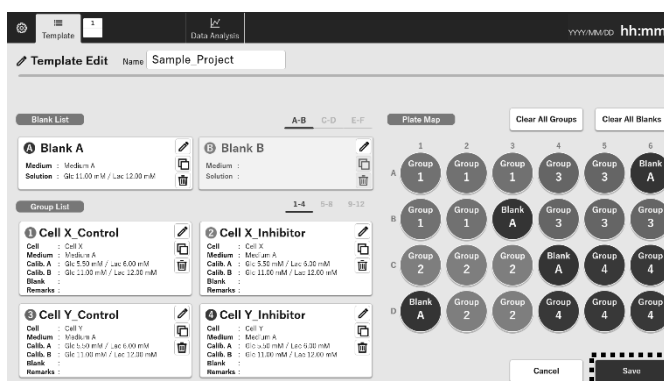 Template
1
Data Analysis
YYYY/MM/DD hh:mm
Template Edit Name Sample_Project
Blank List
A-B C-D E-F
Plate Map
Clear All Groups
Clear All Blanks
A Blank A
Medium : Medium A
Solution : Glc 11.00 mM / Lac 12.00 mM
B Blank B
Medium :
Solution :
Group List
1-4 5-8 9-12
1 Cell X_Control
Cell : Cell X
Medium : Medium A
Calib. A : Glc 5.50 mM / Lac 6.00 mM
Calib. B : Glc 11.00 mM / Lac 12.00 mM
Blank :
Remarks :
2 Cell X_Inhibitor
Cell : Cell X
Medium : Medium A
Calib. A : Glc 5.50 mM / Lac 6.00 mM
Calib. B : Glc 11.00 mM / Lac 12.00 mM
Blank :
Remarks :
3 Cell Y_Control
Cell : Cell Y
Medium : Medium A
Calib. A : Glc 5.50 mM / Lac 6.00 mM
Calib. B : Glc 11.00 mM / Lac 12.00 mM
Blank :
Remarks :
4 Cell Y_Inhibitor
Cell : Cell Y
Medium : Medium A
Calib. A : Glc 5.50 mM / Lac 6.00 mM
Calib. B : Glc 11.00 mM / Lac 12.00 mM
Blank :
Remarks :
1 2 3 4 5 6
Group Group Group Group Group Blank
A 1 1 1 3 3 A
Group Group Blank Group Group Group
B 1 1 A 3 3 3
Group Group Group Blank Group Group
C 2 2 2 A 4 4
Blank Group Group Group Group Group
D A 2 2 4 4 4
Cancel
Save